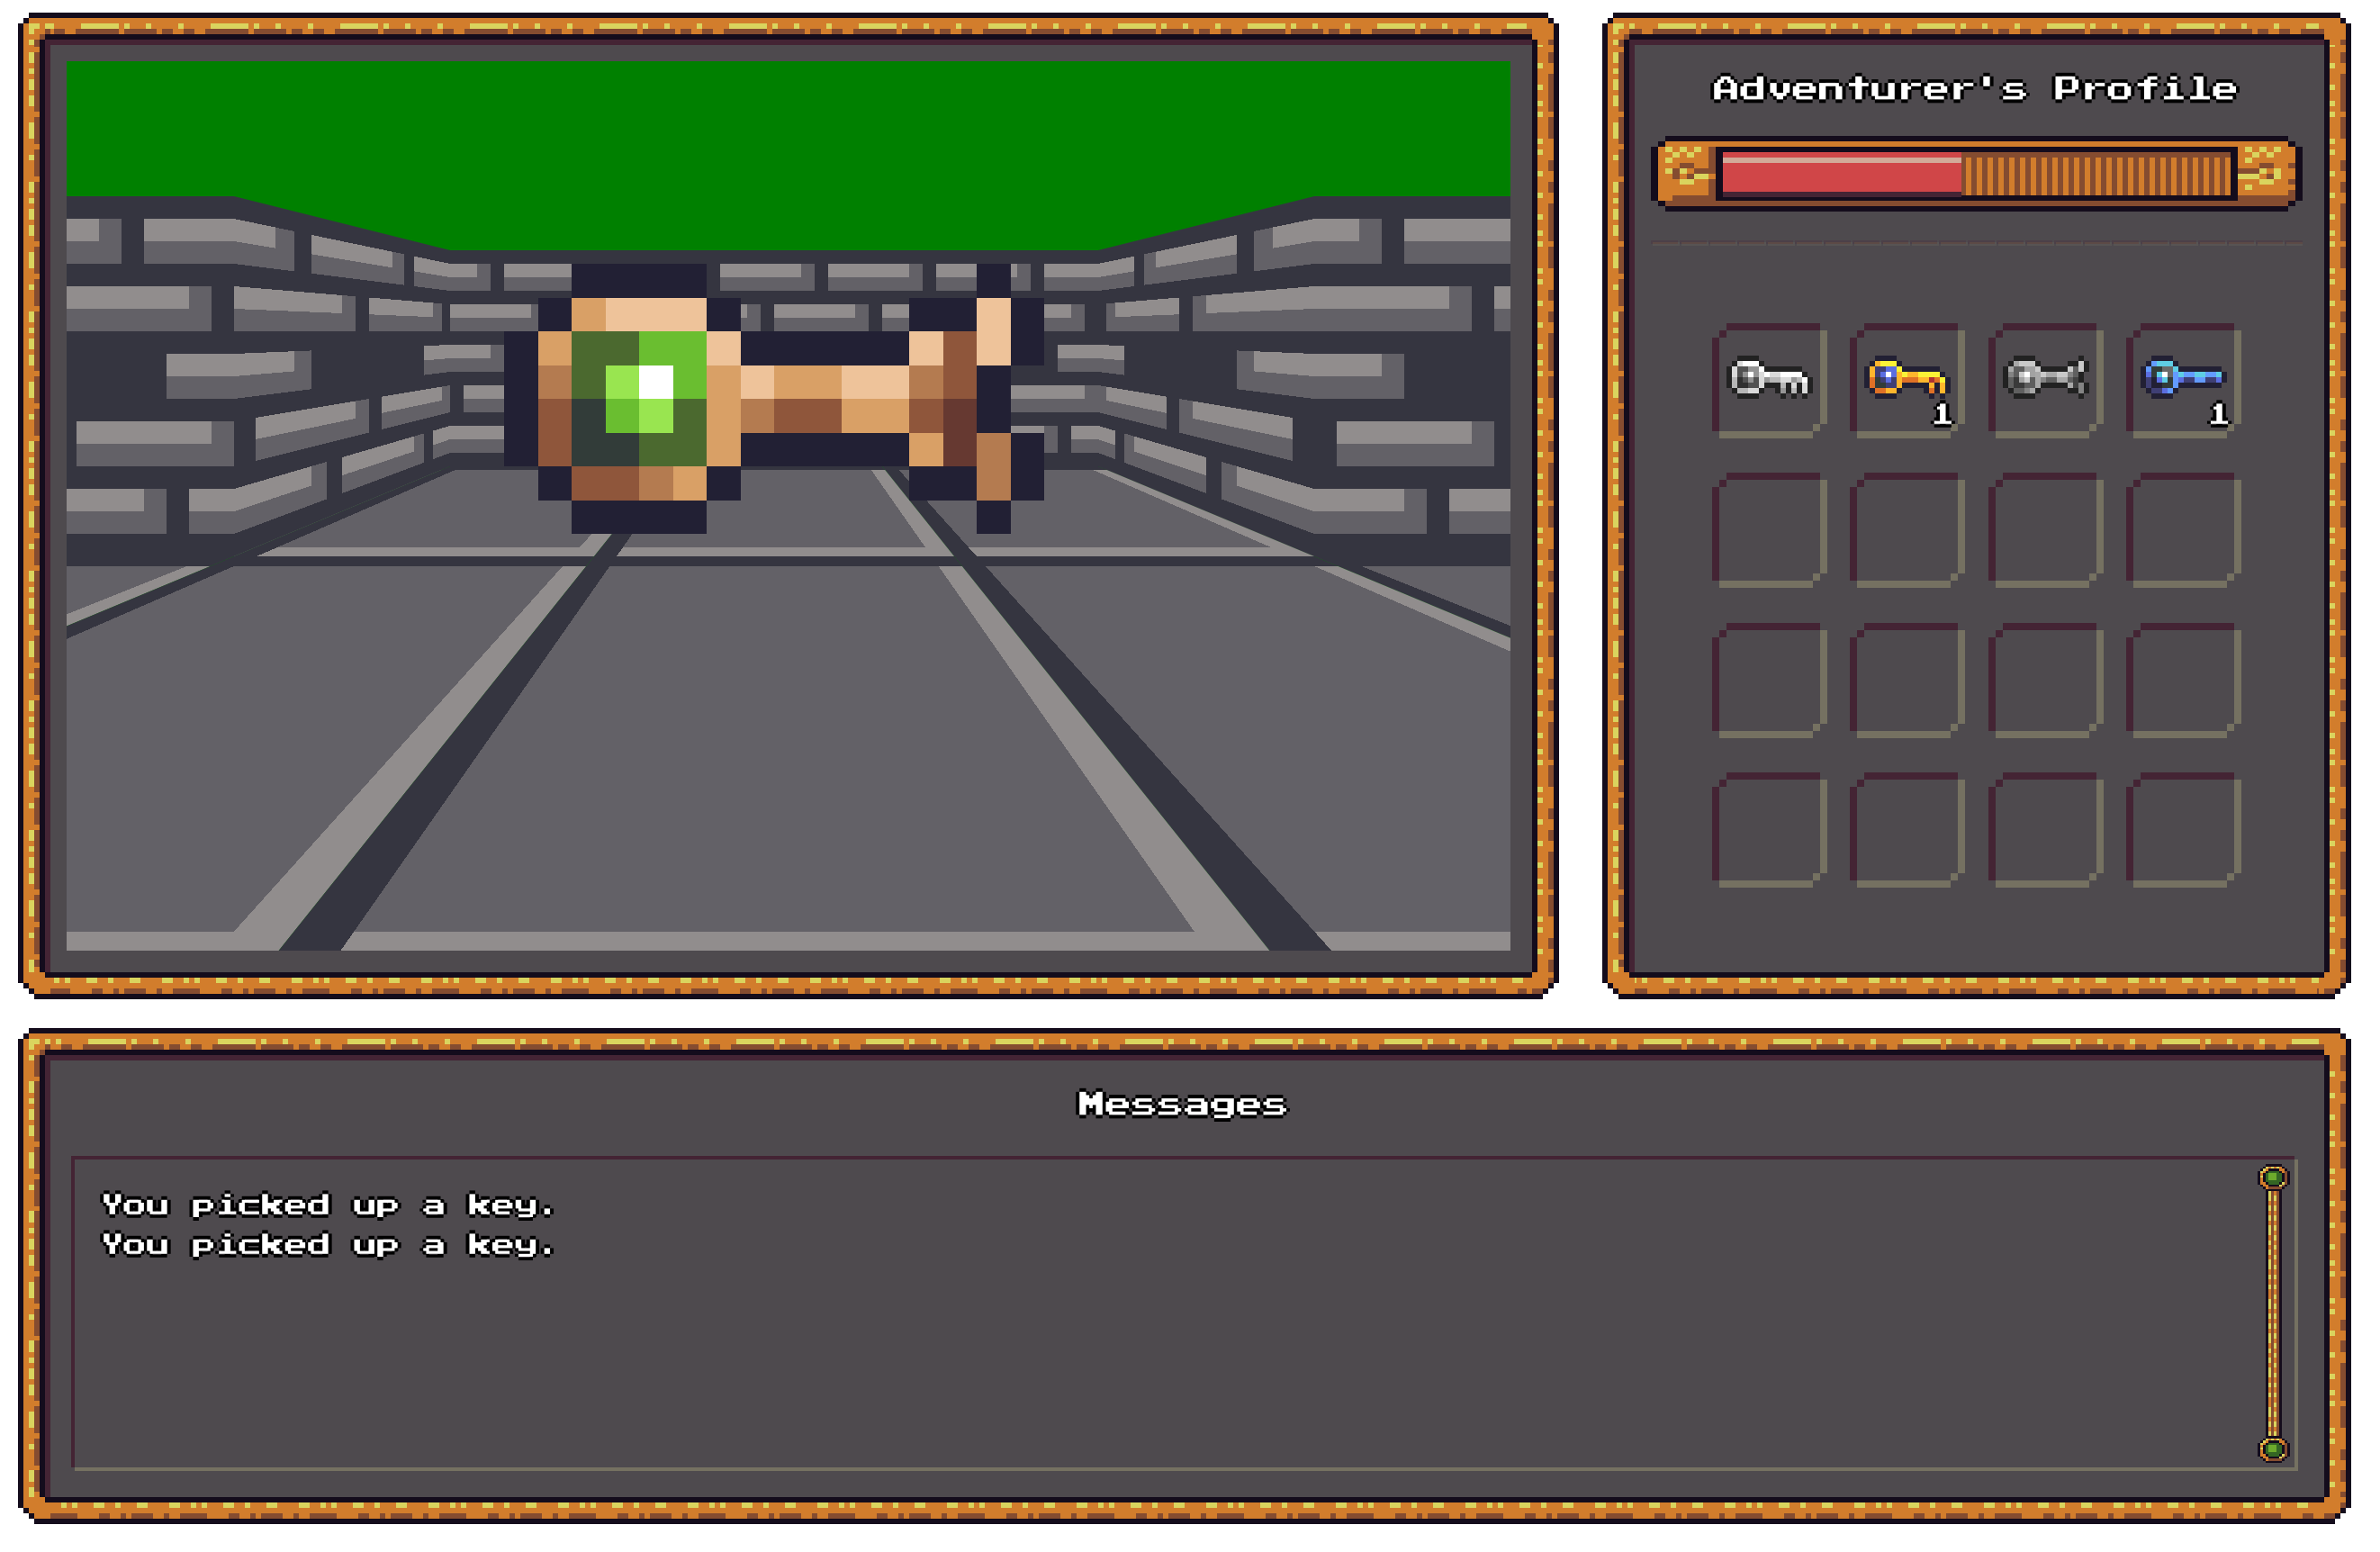 Adventurer's Profile
1
1
Messages
You picked up a key.
You picked up a key.